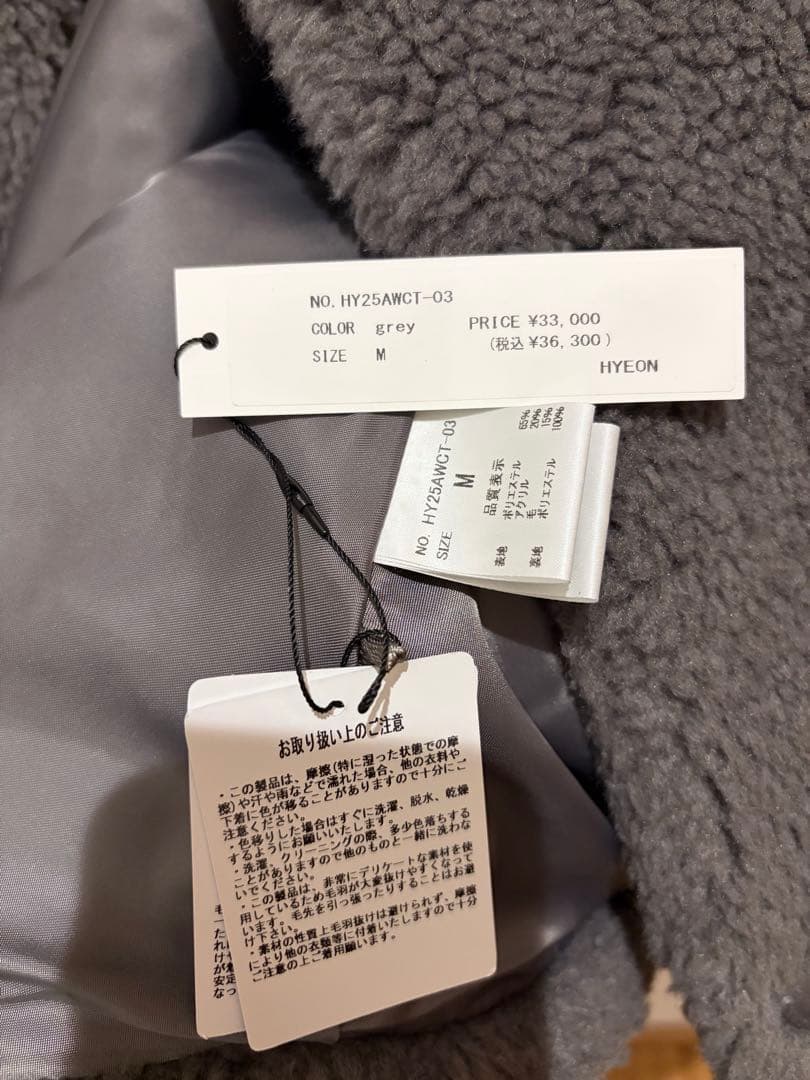 NO. HY25AWCT-03
COLOR grey PRICE ¥33,000
(税込 ¥36,300)
SIZE M
HYEON
NO. HY25AWCT-03
SIZE M
品質表示
表地 ポリエステル 65%
アクリル 20%
毛 15%
裏地 ポリエステル 100%
お取り扱い上のご注意
・この製品は、摩擦(特に湿った状態での摩
擦)や汗や雨などで濡れた場合、他の衣料や
下着に色が移ることがありますので十分にご
注意ください。
・色移りした場合はすぐに洗濯、脱水、乾燥
するようにお願いいたします。
・洗濯、クリーニングの際、多少色落ちする
ことがありますので他のものと一緒に洗わな
いでください。
・この製品は、非常にデリケートな素材を使
用しているため毛羽が大変抜けやすくなって
います。毛先を引っ張ったりすることはお避
け下さい。
・素材の性質上毛羽抜けは避けられず、摩擦
により他の衣類等に付着いたしますので十分
ご注意の上ご着用願います。